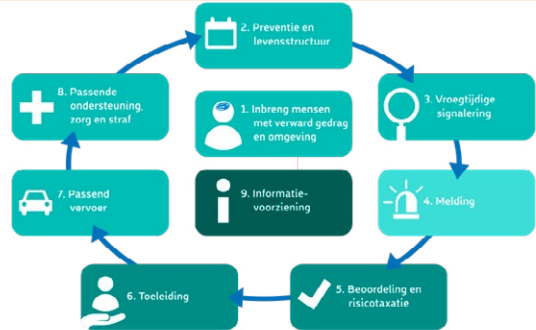 2. Preventie en
levensstructuur
8. Passende
ondersteuning,
zorg en straf
1. Inbreng mensen
met verward gedrag
en omgeving
3. Vroegtijdige
signalering
7. Passend
vervoer
9. Informatie-
voorziening
4. Melding
6. Toeleiding
5. Beoordeling en
risicotaxatie